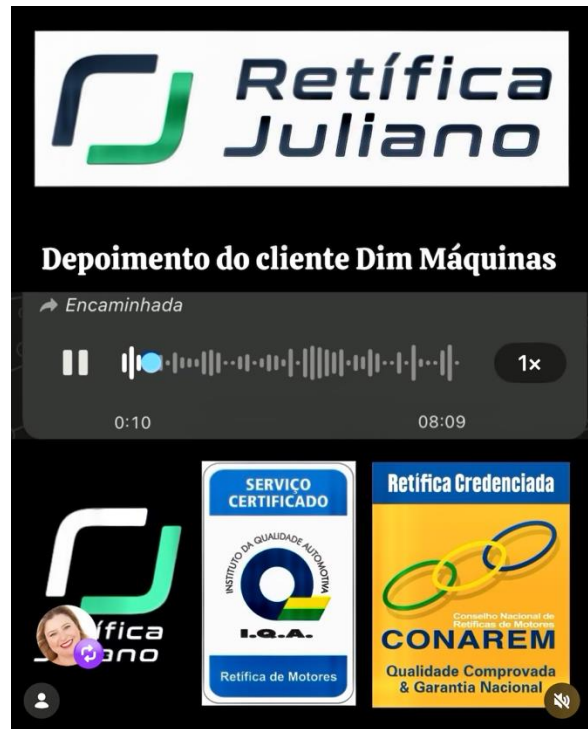 Retífica
Juliano
Depoimento do cliente Dim Máquinas
Encaminhada
1x
0:10
08:09
SERVIÇO
CERTIFICADO
INSTITUTO DA QUALIDADE AUTOMOTIVA
I.Q.A.
Retífica de Motores
Retífica Credenciada
Conselho Nacional de
Retíficas de Motores
CONAREM
Qualidade Comprovada
& Garantia Nacional